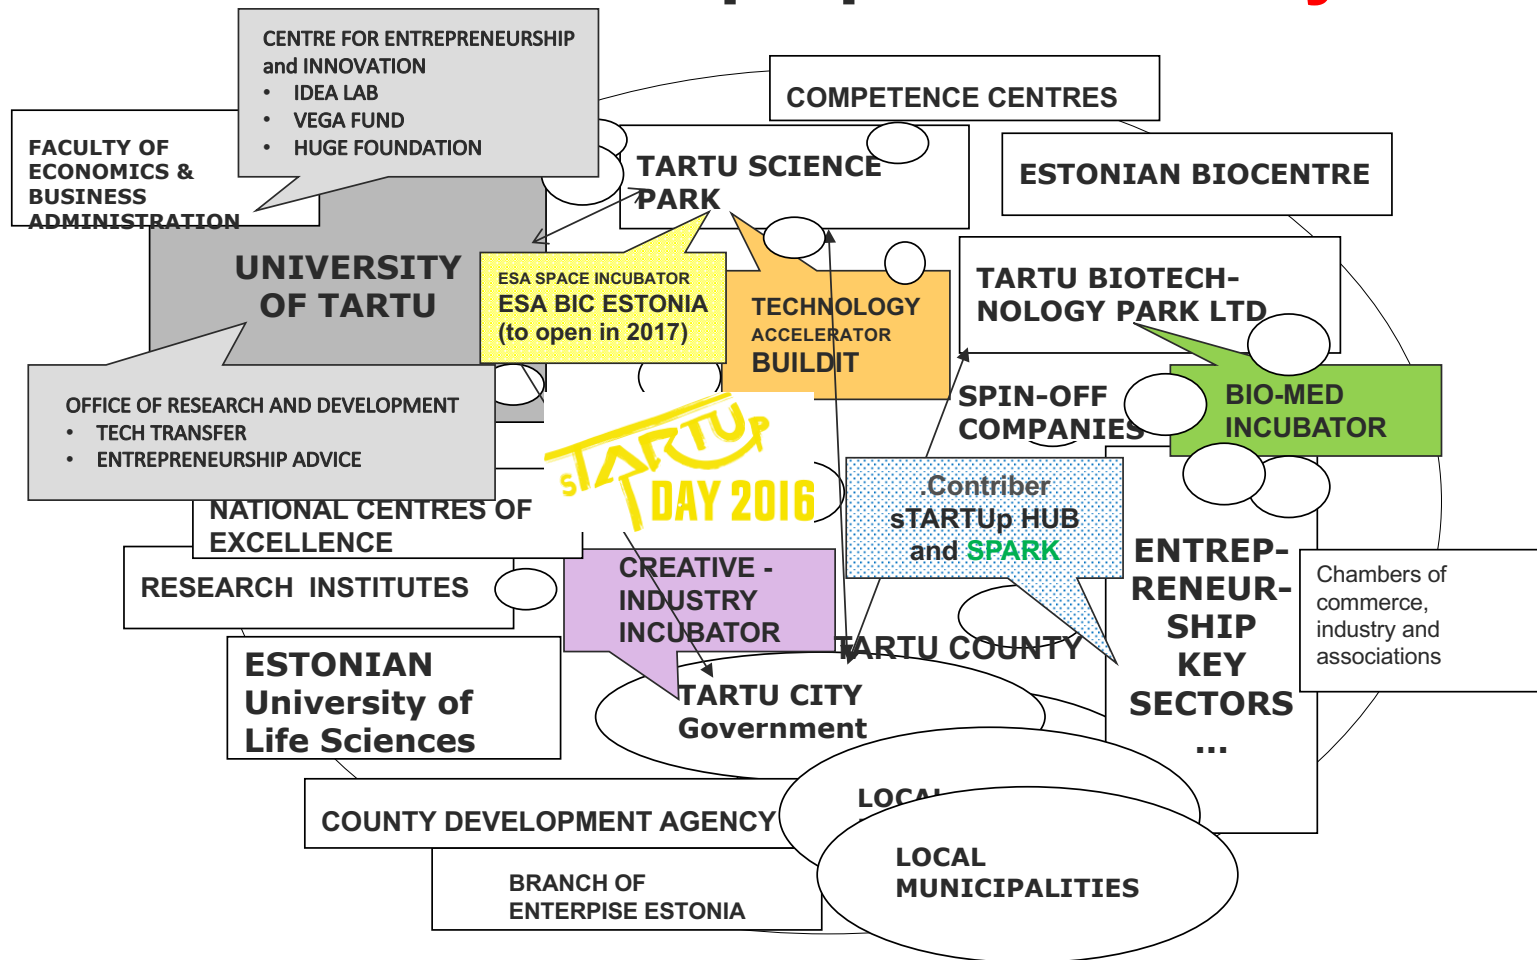 CENTRE FOR ENTREPRENEURSHIP
and INNOVATION
• IDEA LAB
• VEGA FUND
• HUGE FOUNDATION
COMPETENCE CENTRES
FACULTY OF
ECONOMICS &
BUSINESS
ADMINISTRATION
TARTU SCIENCE
PARK
ESTONIAN BIOCENTRE
UNIVERSITY
OF TARTU
ESA SPACE INCUBATOR
ESA BIC ESTONIA
(to open in 2017)
TECHNOLOGY
ACCELERATOR
BUILDIT
TARTU BIOTECH-
NOLOGY PARK LTD
OFFICE OF RESEARCH AND DEVELOPMENT
• TECH TRANSFER
• ENTREPRENEURSHIP ADVICE
sTARTUp
DAY 2016
SPIN-OFF
COMPANIES
BIO-MED
INCUBATOR
NATIONAL CENTRES OF
EXCELLENCE
.Contriber
sTARTUp HUB
and SPARK
RESEARCH INSTITUTES
CREATIVE -
INDUSTRY
INCUBATOR
ENTREP-
RENEUR-
SHIP
KEY
SECTORS
...
Chambers of
commerce,
industry and
associations
TARTU COUNTY
ESTONIAN
University of
Life Sciences
TARTU CITY
Government
COUNTY DEVELOPMENT AGENCY
LOCAL
LOCAL
MUNICIPALITIES
BRANCH OF
ENTERPISE ESTONIA